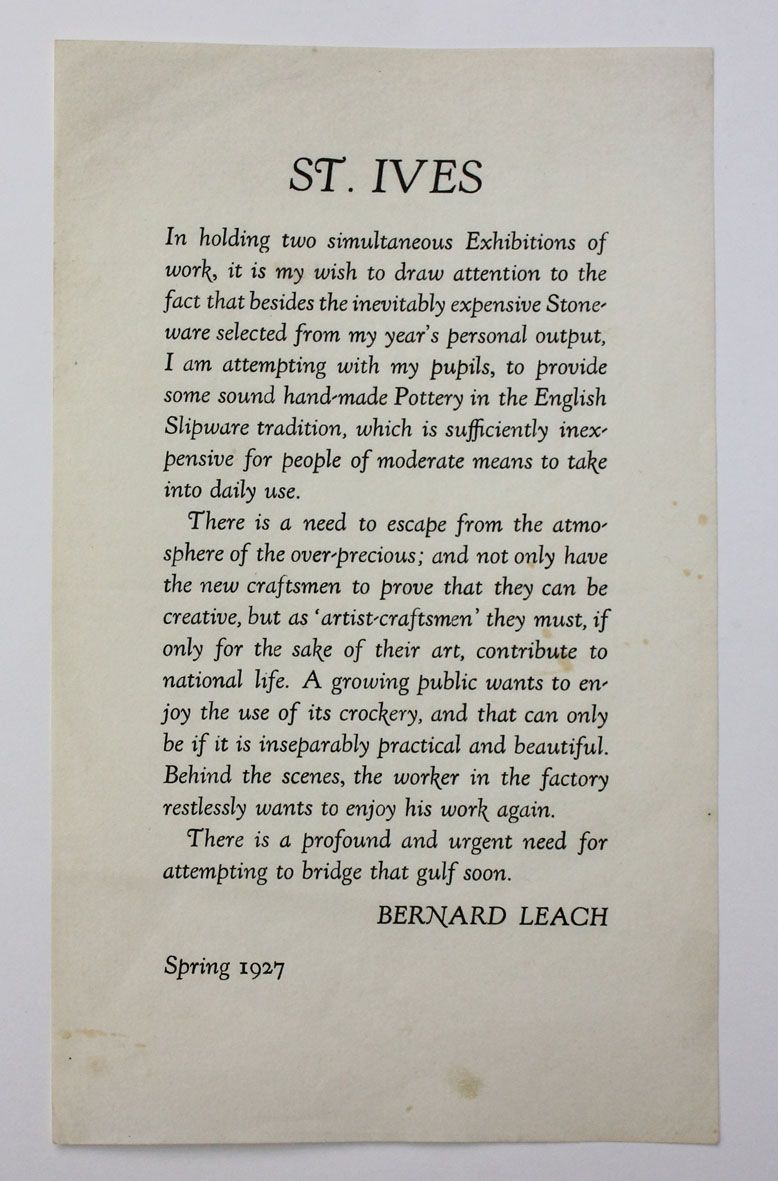 ST. IVES
In holding two simultaneous Exhibitions of
work, it is my wish to draw attention to the
fact that besides the inevitably expensive Stone-
ware selected from my year's personal output,
I am attempting with my pupils, to provide
some sound hand-made Pottery in the English
Slipware tradition, which is sufficiently inex-
pensive for people of moderate means to take
into daily use.
There is a need to escape from the atmo-
sphere of the over-precious; and not only have
the new craftsmen to prove that they can be
creative, but as 'artist-craftsmen' they must, if
only for the sake of their art, contribute to
national life. A growing public wants to en-
joy the use of its crockery, and that can only
be if it is inseparably practical and beautiful.
Behind the scenes, the worker in the factory
restlessly wants to enjoy his work again.
There is a profound and urgent need for
attempting to bridge that gulf soon.
BERNARD LEACH
Spring 1927